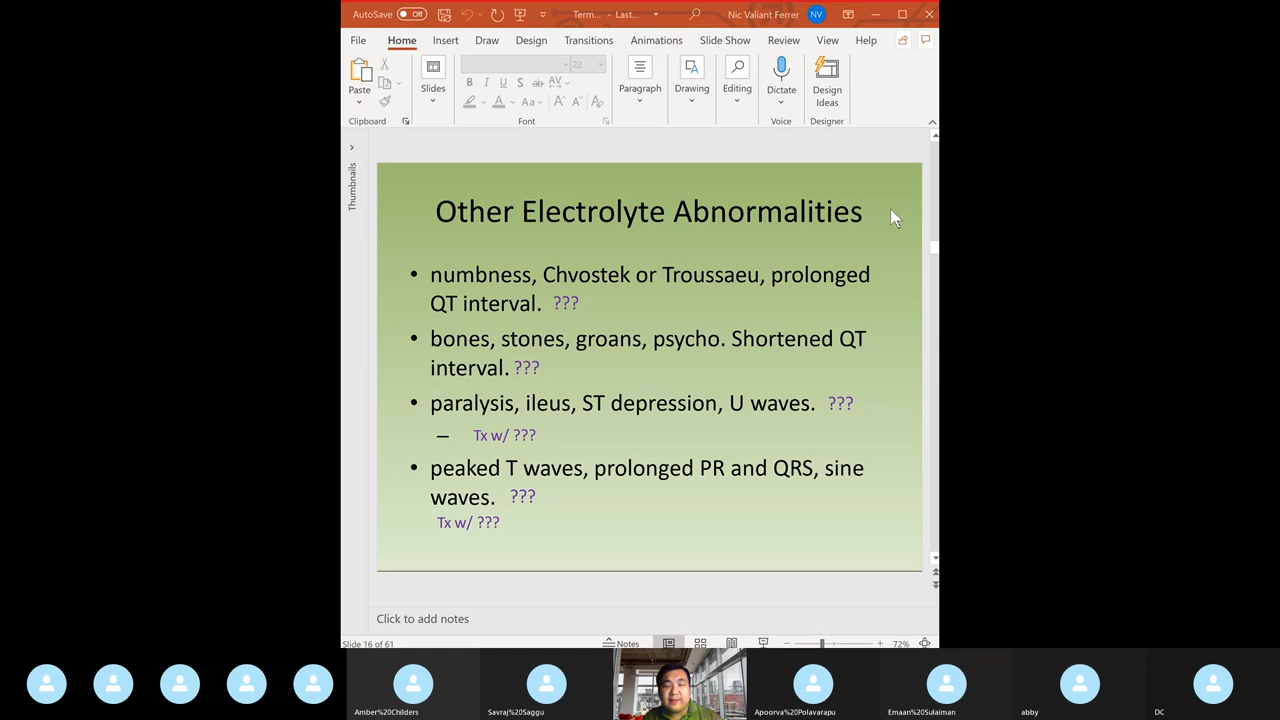 AutoSave Off Term... - Last... Nic Valiant Ferrer NV
File Home Insert Draw Design Transitions Animations Slide Show Review View Help
22
B I U S ab AV
Aa A A A
Paste Slides Paragraph Drawing Editing Dictate Design Ideas
Clipboard Font Voice Designer
Thumbnails
Other Electrolyte Abnormalities
• numbness, Chvostek or Troussaeu, prolonged
QT interval. ???
• bones, stones, groans, psycho. Shortened QT
interval. ???
• paralysis, ileus, ST depression, U waves. ???
– Tx w/ ???
• peaked T waves, prolonged PR and QRS, sine
waves. ???
Tx w/ ???
Click to add notes
Slide 16 of 61 Notes 72%
Amber%20Childers Savraj%20Saggu Apoorva%20Polavarapu Emaan%20Sulaiman abby DC